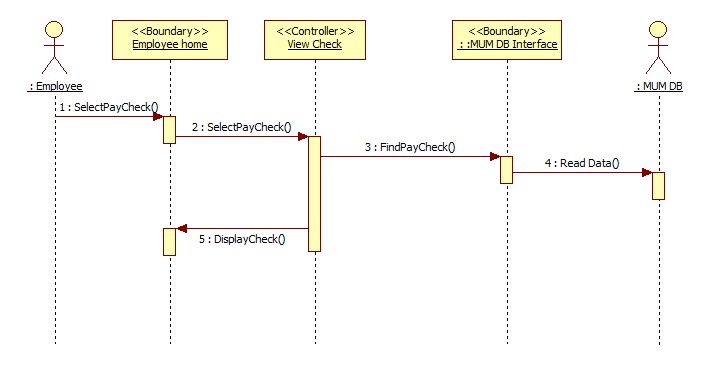 <<Boundary>>
Employee home
<<Controller>>
View Check
<<Boundary>>
: :MUM DB Interface
: Employee
: MUM DB
1 : SelectPayCheck()
2 : SelectPayCheck()
3 : FindPayCheck()
4 : Read Data()
5 : DisplayCheck()